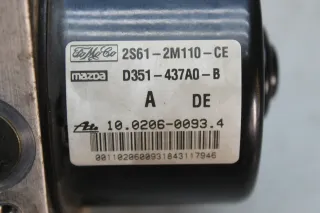 FoMoCo 2S61-2M110-CE
mazda D351-437A0-B
A DE
Ate 10.0206-0093.4
00110206009318431179​46